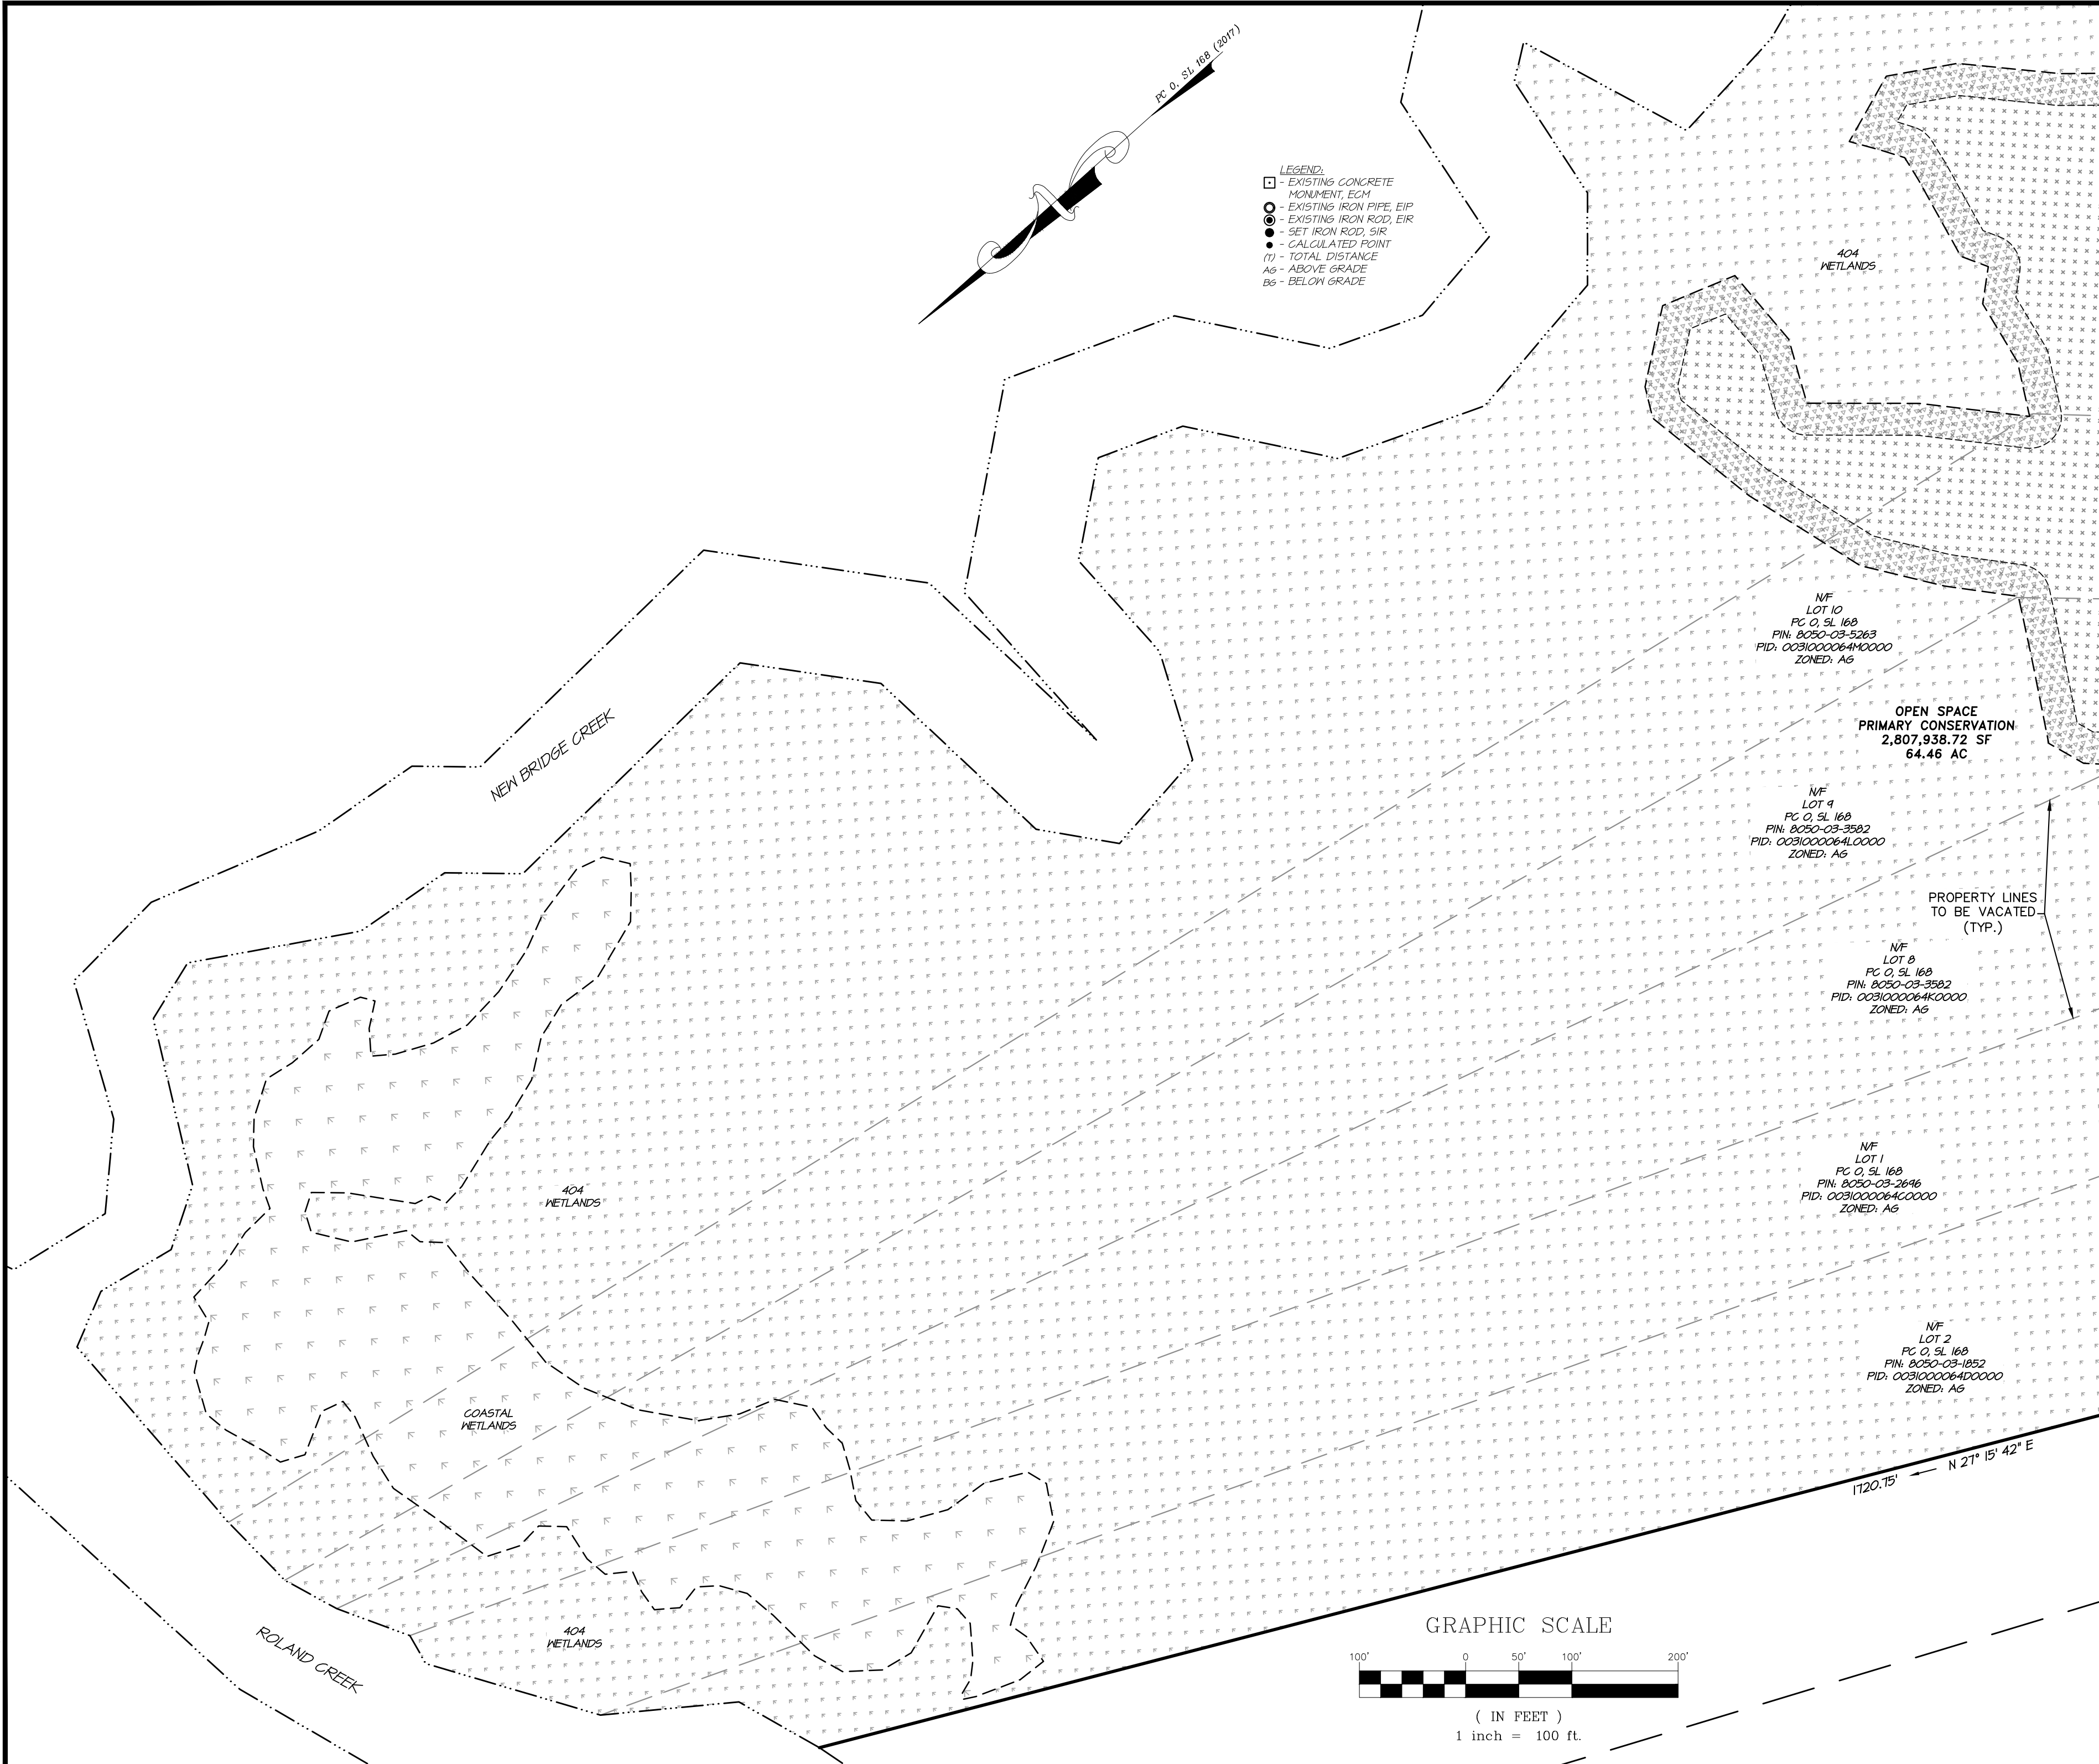 PC O, SL 168 (2017)
LEGEND:
- EXISTING CONCRETE
MONUMENT, ECM
- EXISTING IRON PIPE, EIP
- EXISTING IRON ROD, EIR
- SET IRON ROD, SIR
- CALCULATED POINT
(T) - TOTAL DISTANCE
AG - ABOVE GRADE
BG - BELOW GRADE
404
WETLANDS
N/F
LOT 10
PC O, SL 168
PIN: 8050-03-5263
PID: 0031000064M0000
ZONED: AG
OPEN SPACE
PRIMARY CONSERVATION
2,807,938.72 SF
64.46 AC
NEW BRIDGE CREEK
N/F
LOT 9
PC O, SL 168
PIN: 8050-03-3582
PID: 0031000064L0000
ZONED: AG
PROPERTY LINES
TO BE VACATED
(TYP.)
N/F
LOT 8
PC O, SL 168
PIN: 8050-03-3582
PID: 0031000064K0000
ZONED: AG
N/F
LOT 1
PC O, SL 168
PIN: 8050-03-2696
PID: 0031000064C0000
ZONED: AG
404
WETLANDS
N/F
LOT 2
PC O, SL 168
PIN: 8050-03-1852
PID: 0031000064D0000
ZONED: AG
COASTAL
WETLANDS
1720.75' N 27° 15' 42" E
404
WETLANDS
ROLAND CREEK
GRAPHIC SCALE
100' 0 50' 100' 200'
( IN FEET )
1 inch = 100 ft.